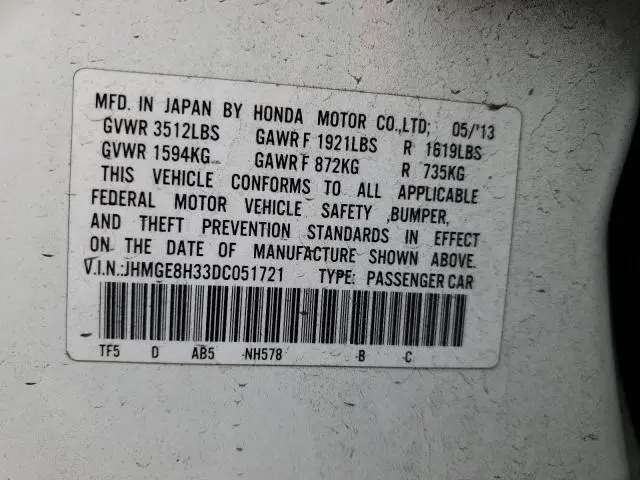 MFD. IN JAPAN BY HONDA MOTOR CO.,LTD; 05/'13
GVWR 3512LBS GAWR F 1921LBS R 1619LBS
GVWR 1594KG GAWR F 872KG R 735KG
THIS VEHICLE CONFORMS TO ALL APPLICABLE
FEDERAL MOTOR VEHICLE SAFETY ,BUMPER,
AND THEFT PREVENTION STANDARDS IN EFFECT
ON THE DATE OF MANUFACTURE SHOWN ABOVE.
V.I.N.:JHMGE8H33DC051721 TYPE: PASSENGER CAR
TF5 D AB5 -NH578 -B -C